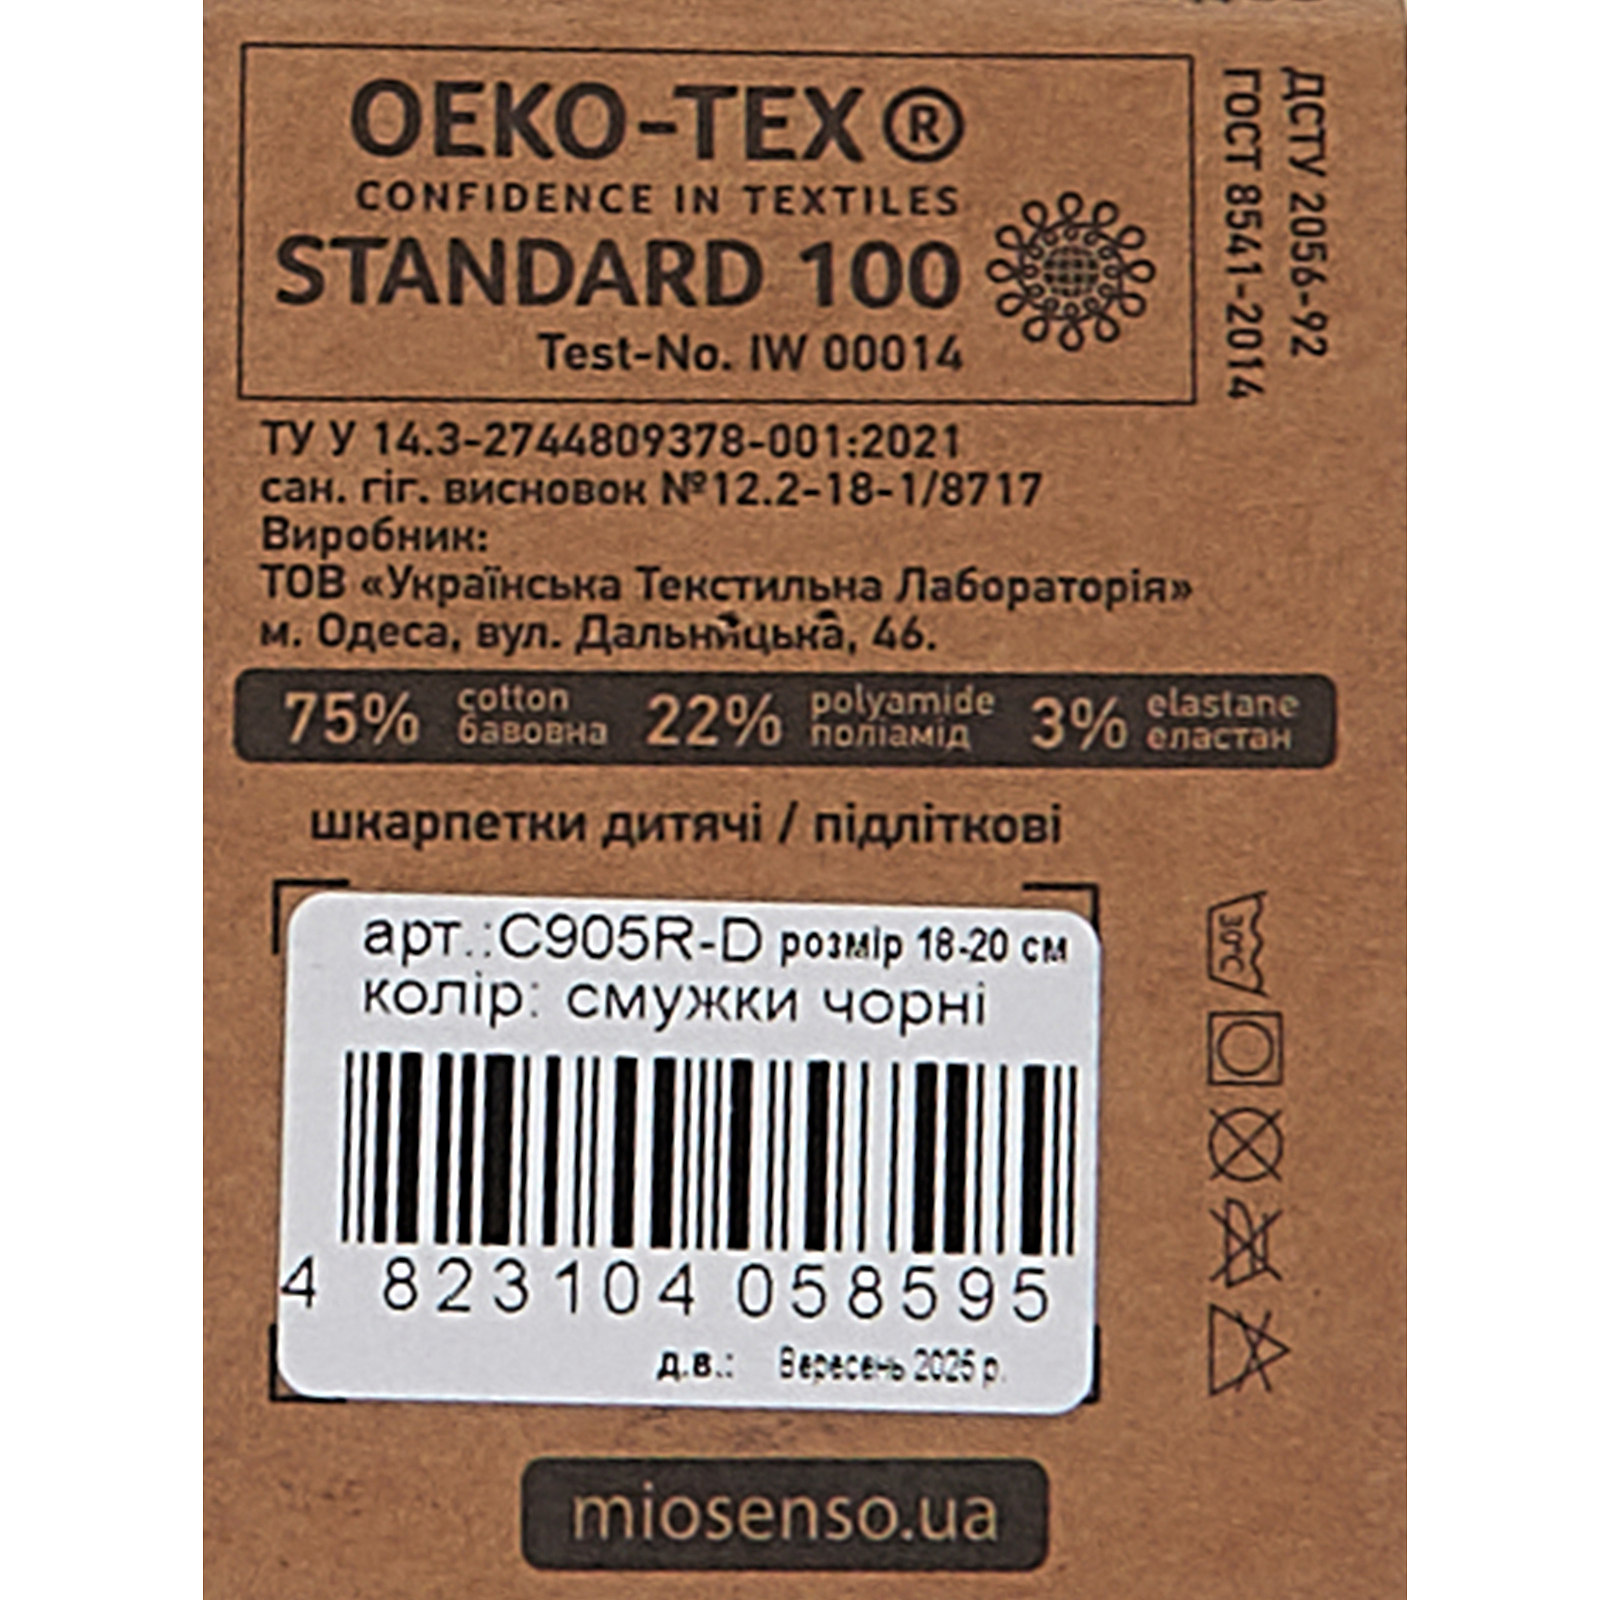 OEKO-TEX®
CONFIDENCE IN TEXTILES
STANDARD 100
Test-No. IW 00014
ДСТУ 2056-92
ГОСТ 8541-2014
ТУ У 14.3-2744809378-001:2021
сан. гіг. висновок №12.2-18-1/8717
Виробник:
ТОВ «Українська Текстильна Лабораторія»
м. Одеса, вул. Дальницька, 46.
75% cotton бавовна 22% polyamide поліамід 3% elastane еластан
шкарпетки дитячі / підліткові
арт.:C905R-D розмір 18-20 см
колір: смужки чорні
4 823104 058595
д.в.: Вересень 2025 р.
30°C
miosenso.ua